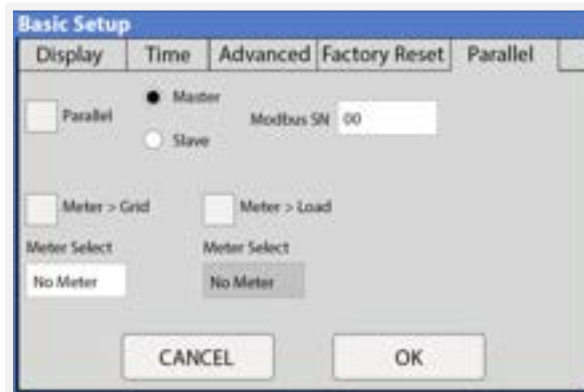 Basic Setup
Display Time Advanced Factory Reset Parallel
Parallel Master Modbus SN 00
Slave
Meter > Grid Meter > Load
Meter Select Meter Select
No Meter No Meter
CANCEL OK